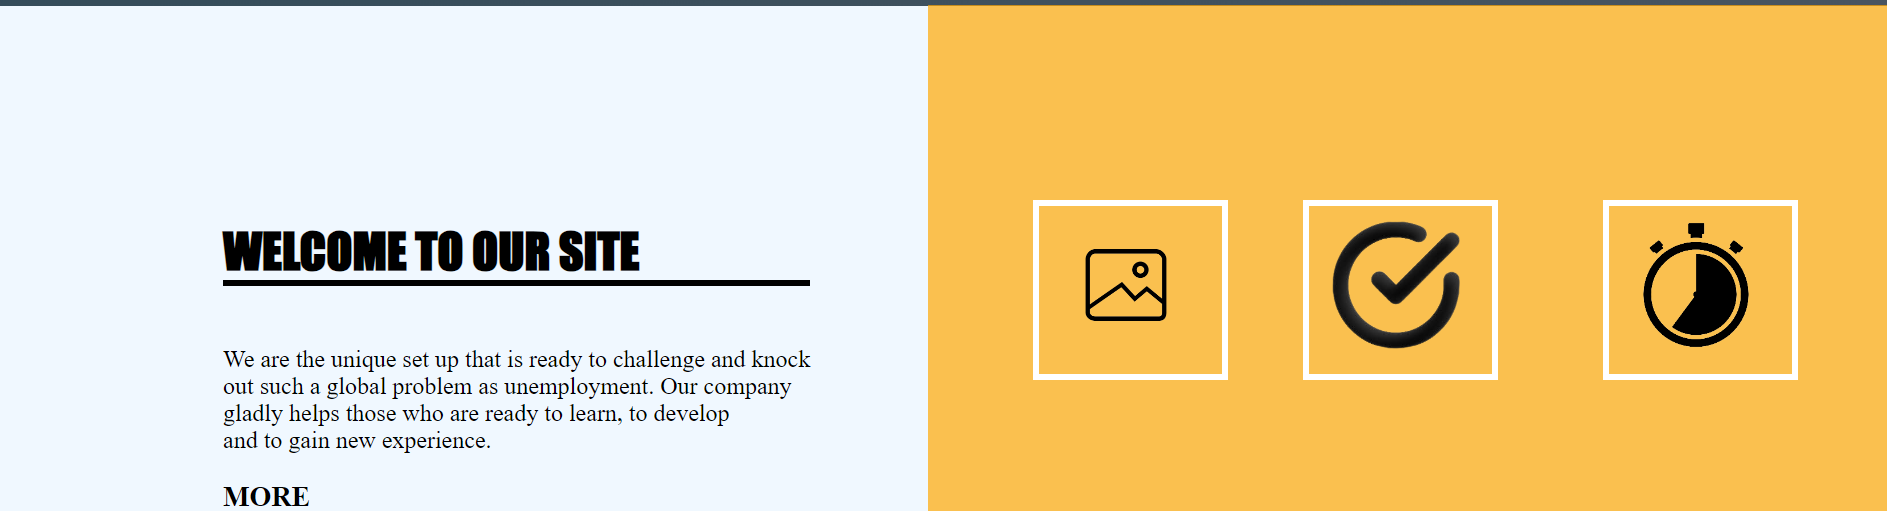 WELCOME TO OUR SITE
We are the unique set up that is ready to challenge and knock
out such a global problem as unemployment. Our company
gladly helps those who are ready to learn, to develop
and to gain new experience.
MORE